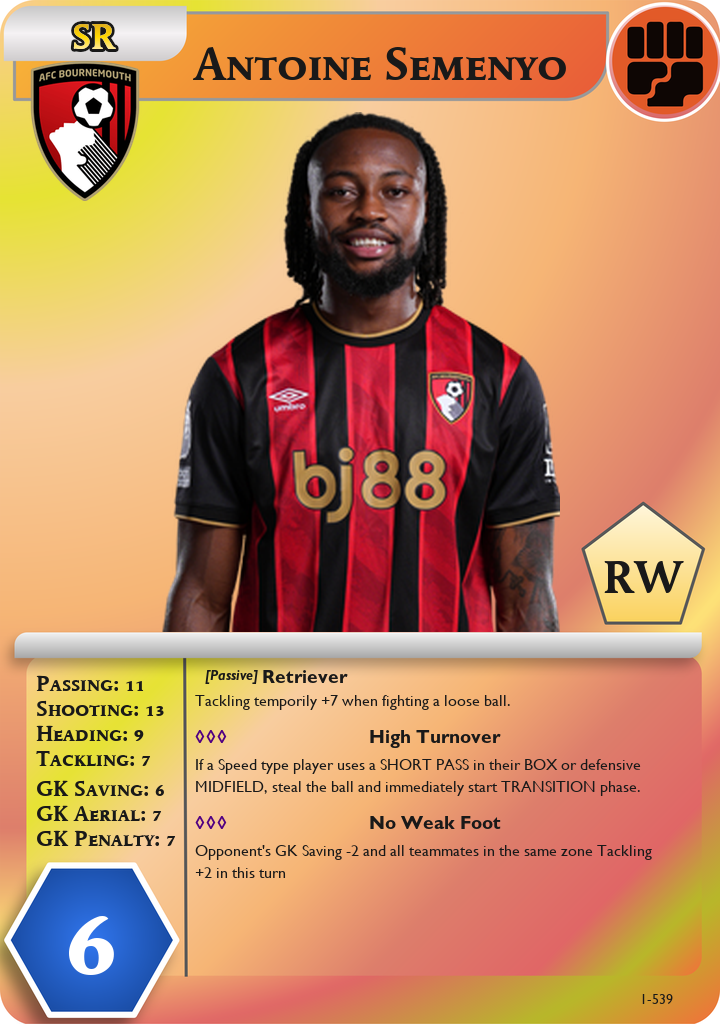 SR
Antoine Semenyo
AFC BOURNEMOUTH
umbro
AFC BOURNEMOUTH
bj88
RW
Passing: 11
Shooting: 13
Heading: 9
Tackling: 7
GK Saving: 6
GK Aerial: 7
GK Penalty: 7
6
[Passive] Retriever
Tackling temporily +7 when fighting a loose ball.
High Turnover
If a Speed type player uses a SHORT PASS in their BOX or defensive
MIDFIELD, steal the ball and immediately start TRANSITION phase.
No Weak Foot
Opponent's GK Saving -2 and all teammates in the same zone Tackling
+2 in this turn
1-539